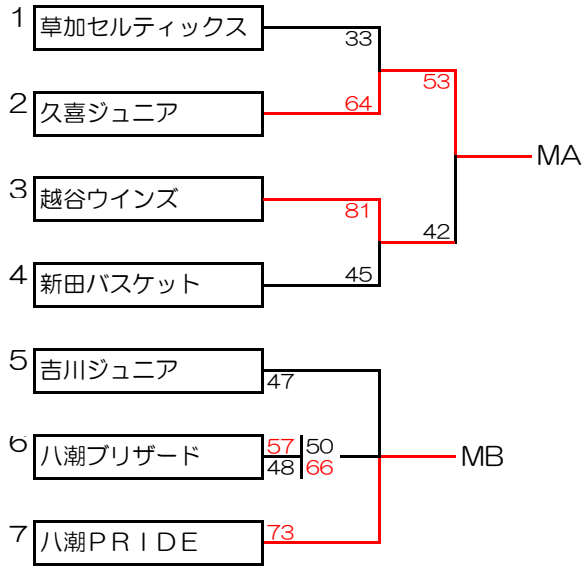 1 草加セルティックス
33
2 久喜ジュニア
64
53
MA
3 越谷ウインズ
81
42
4 新田バスケット
45
5 吉川ジュニア
47
6 八潮ブリザード
57 50
48 66
MB
7 八潮ＰＲＩＤＥ
73